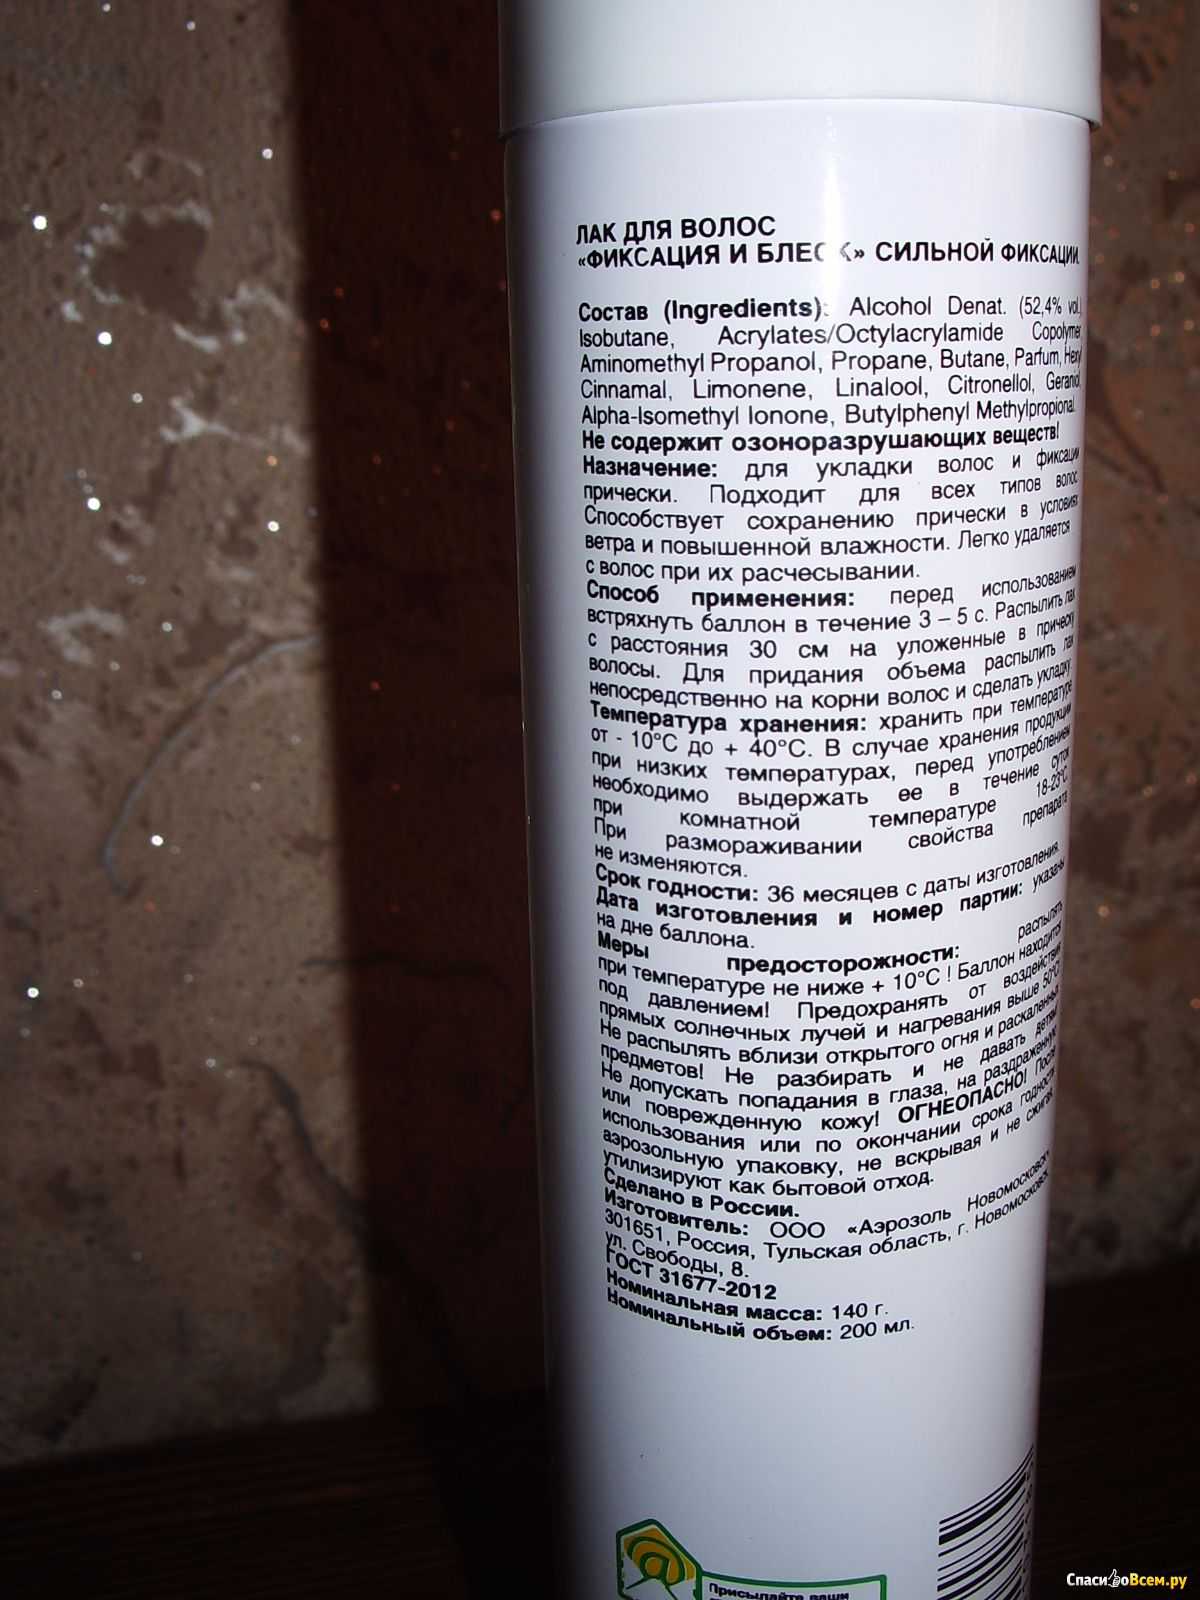 ЛАК ДЛЯ ВОЛОС
«ФИКСАЦИЯ И БЛЕСК» СИЛЬНОЙ ФИКСАЦИИ.
Состав (Ingredients): Alcohol Denat. (52,4% vol.)
Isobutane, Acrylates/Octylacrylamide Copolymer
Aminomethyl Propanol, Propane, Butane, Parfum, Hexyl
Cinnamal, Limonene, Linalool, Citronellol, Geraniol
Alpha-Isomethyl Ionone, Butylphenyl Methylpropional.
Не содержит озоноразрушающих веществ!
Назначение: для укладки волос и фиксации
прически. Подходит для всех типов волос
Способствует сохранению прически в условиях
ветра и повышенной влажности. Легко удаляется
с волос при их расчесывании.
Способ применения: перед использованием
встряхнуть баллон в течение 3 – 5 с. Распылить лак
с расстояния 30 см на уложенные в прическу
волосы. Для придания объема распылить лак
непосредственно на корни волос и сделать укладку.
Температура хранения: хранить при температуре
от - 10°С до + 40°С. В случае хранения продукции
при низких температурах, перед употреблением
необходимо выдержать ее в течение суток
при комнатной температуре 18-23°С.
При размораживании свойства препарата
не изменяются.
Срок годности: 36 месяцев с даты изготовления.
Дата изготовления и номер партии: указаны
на дне баллона.
Меры предосторожности: распылять
при температуре не ниже + 10°С ! Баллон находится
под давлением! Предохранять от воздействия
прямых солнечных лучей и нагревания выше 50°С!
Не распылять вблизи открытого огня и раскаленных
предметов! Не разбирать и не давать детям!
Не допускать попадания в глаза, на раздраженную
или поврежденную кожу! ОГНЕОПАСНО! После
использования или по окончании срока годности
аэрозольную упаковку, не вскрывая и не сжигая,
утилизируют как бытовой отход.
Сделано в России.
Изготовитель: ООО «Аэрозоль Новомосковск»
301651, Россия, Тульская область, г. Новомосковск,
ул. Свободы, 8.
ГОСТ 31677-2012
Номинальная масса: 140 г.
Номинальный объем: 200 мл.
Присылайте ваши
СпасибоВсем.ру